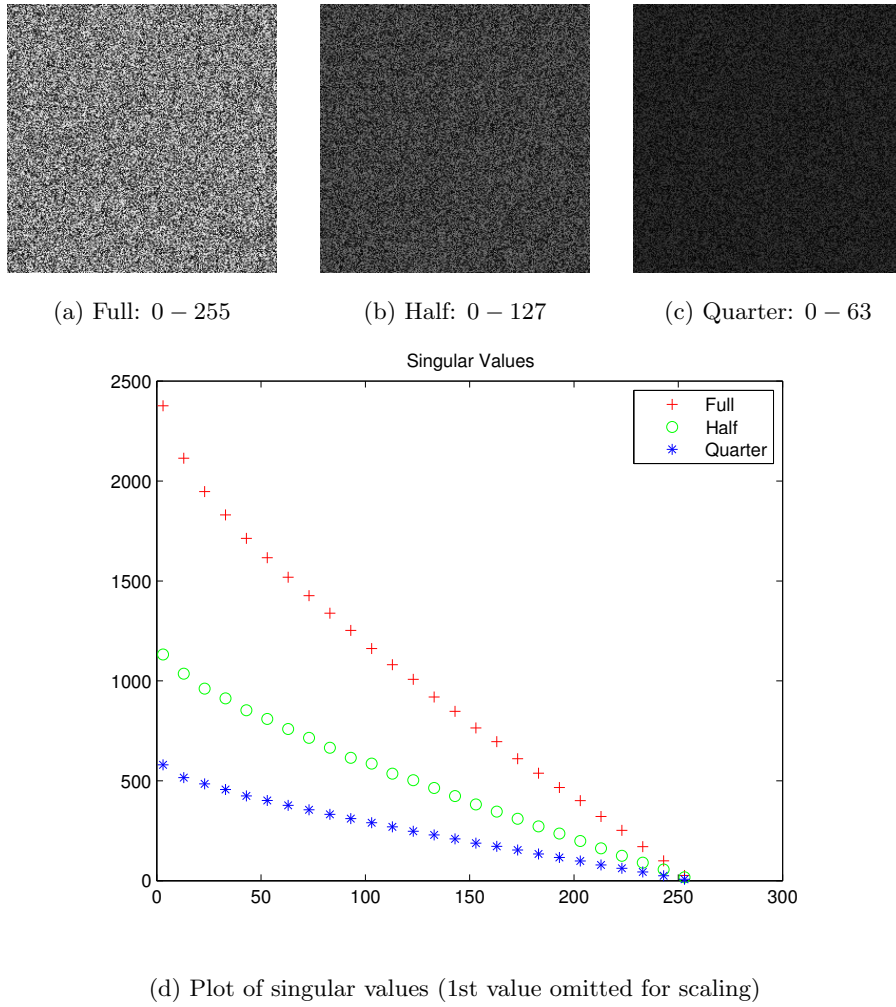 (a) Full: 0 − 255
(b) Half: 0 − 127
(c) Quarter: 0 − 63
Singular Values
2500
2000
1500
1000
500
0
0 50 100 150 200 250 300
Full
Half
Quarter
(d) Plot of singular values (1st value omitted for scaling)